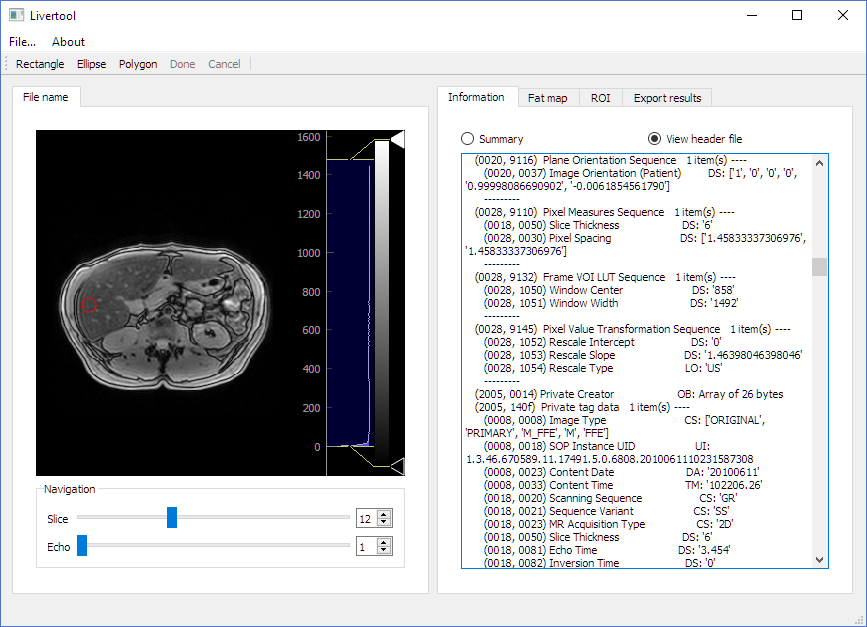 Livertool
File... About
Rectangle Ellipse Polygon Done Cancel
File name
1600
1400
1200
1000
800
600
400
200
0
Navigation
Slice 12
Echo 1
Information Fat map ROI Export results
Summary View header file
(0020, 9116) Plane Orientation Sequence 1 item(s) ----
(0020, 0037) Image Orientation (Patient) DS: ['1', '0', '0', '0',
'0.99998086690902', '-0.0061854561790']
---------
(0028, 9110) Pixel Measures Sequence 1 item(s) ----
(0018, 0050) Slice Thickness DS: '6'
(0028, 0030) Pixel Spacing DS: ['1.45833337306976',
'1.45833337306976']
---------
(0028, 9132) Frame VOI LUT Sequence 1 item(s) ----
(0028, 1050) Window Center DS: '858'
(0028, 1051) Window Width DS: '1492'
---------
(0028, 9145) Pixel Value Transformation Sequence 1 item(s) ----
(0028, 1052) Rescale Intercept DS: '0'
(0028, 1053) Rescale Slope DS: '1.46398046398046'
(0028, 1054) Rescale Type LO: 'US'
---------
(2005, 0014) Private Creator OB: Array of 26 bytes
(2005, 140f) Private tag data 1 item(s) ----
(0008, 0008) Image Type CS: ['ORIGINAL',
'PRIMARY', 'M_FFE', 'M', 'FFE']
(0008, 0018) SOP Instance UID UI:
1.3.46.670589.11.17491.5.0.6808.2010061110231587308
(0008, 0023) Content Date DA: '20100611'
(0008, 0033) Content Time TM: '102206.26'
(0018, 0020) Scanning Sequence CS: 'GR'
(0018, 0021) Sequence Variant CS: 'SS'
(0018, 0023) MR Acquisition Type CS: '2D'
(0018, 0050) Slice Thickness DS: '6'
(0018, 0081) Echo Time DS: '3.454'
(0018, 0082) Inversion Time DS: '0'